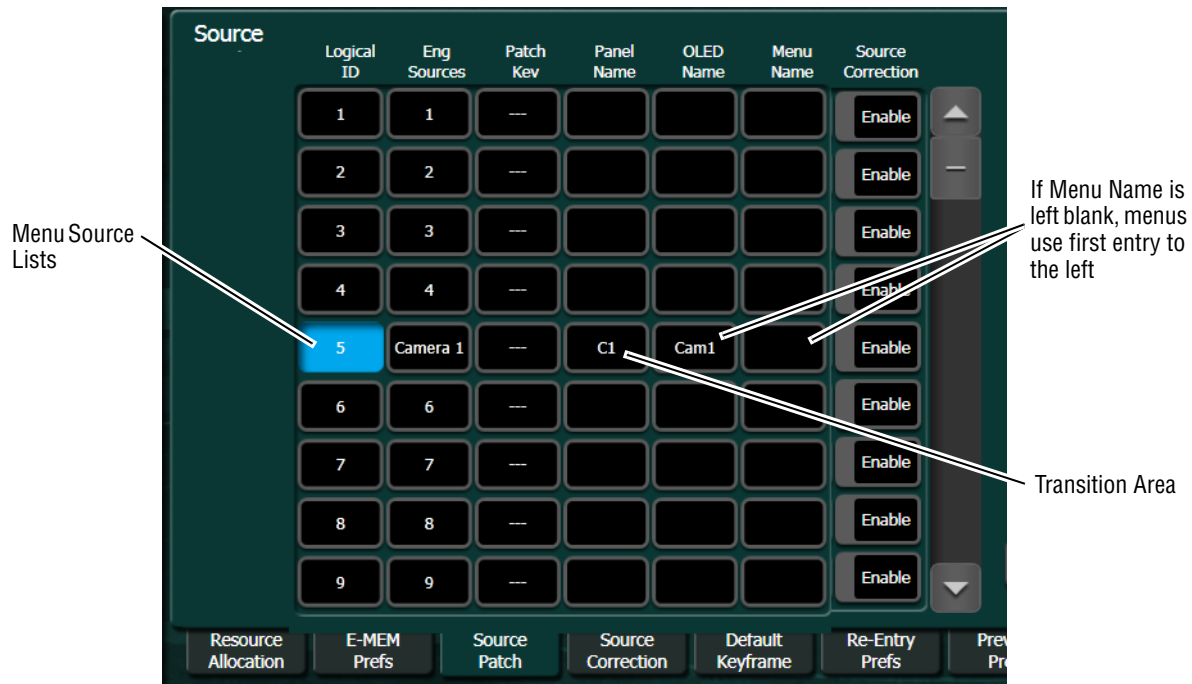 Source
Logical ID Eng Sources Patch Kev Panel Name OLED Name Menu Name Source Correction
1 1 --- Enable
2 2 --- Enable
3 3 --- Enable
4 4 --- Enable
5 Camera 1 --- C1 Cam1 Enable
6 6 --- Enable
7 7 --- Enable
8 8 --- Enable
9 9 --- Enable
Menu Source
Lists
If Menu Name is
left blank, menus
use first entry to
the left
Transition Area
Resource Allocation E-MEM Prefs Source Patch Source Correction Default Keyframe Re-Entry Prefs